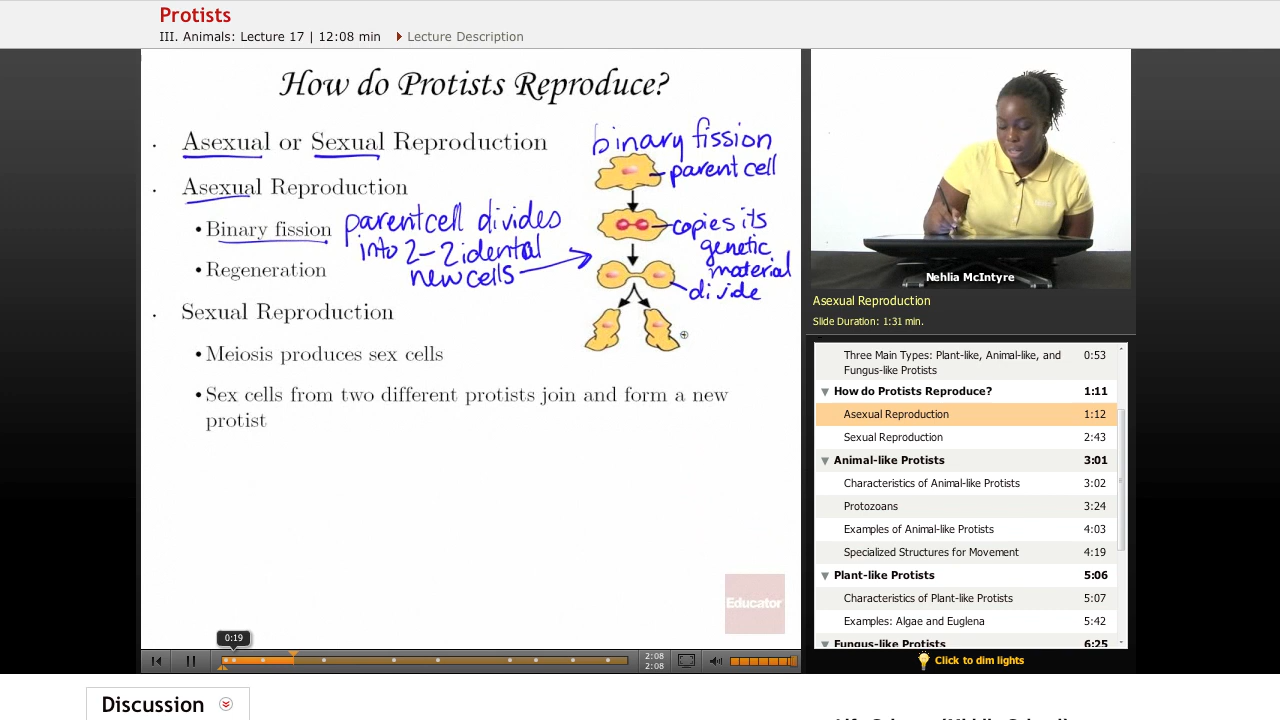 Protists
III. Animals: Lecture 17 | 12:08 min
Lecture Description
How do Protists Reproduce?
Asexual or Sexual Reproduction
Asexual Reproduction
• Binary fission
• Regeneration
Sexual Reproduction
• Meiosis produces sex cells
• Sex cells from two different protists join and form a new
protist
parent cell divides
into 2 - 2 idental
new cells
binary fission
parent cell
copies its
genetic
material
divide
Educator
0:19
2:08
2:08
Nehlia McIntyre
Asexual Reproduction
Slide Duration: 1:31 min.
Three Main Types: Plant-like, Animal-like, and 0:53
Fungus-like Protists
How do Protists Reproduce? 1:11
Asexual Reproduction 1:12
Sexual Reproduction 2:43
Animal-like Protists 3:01
Characteristics of Animal-like Protists 3:02
Protozoans 3:24
Examples of Animal-like Protists 4:03
Specialized Structures for Movement 4:19
Plant-like Protists 5:06
Characteristics of Plant-like Protists 5:07
Examples: Algae and Euglena 5:42
Fungus-like Protists 6:25
Click to dim lights
Discussion